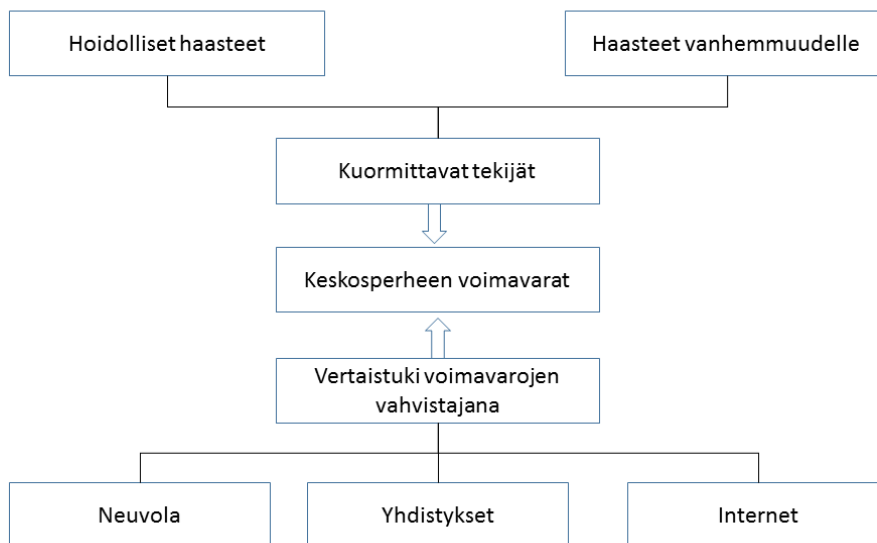 Hoidolliset haasteet
Haasteet vanhemmuudelle
Kuormittavat tekijät
Keskosperheen voimavarat
Vertaistuki voimavarojen
vahvistajana
Neuvola
Yhdistykset
Internet